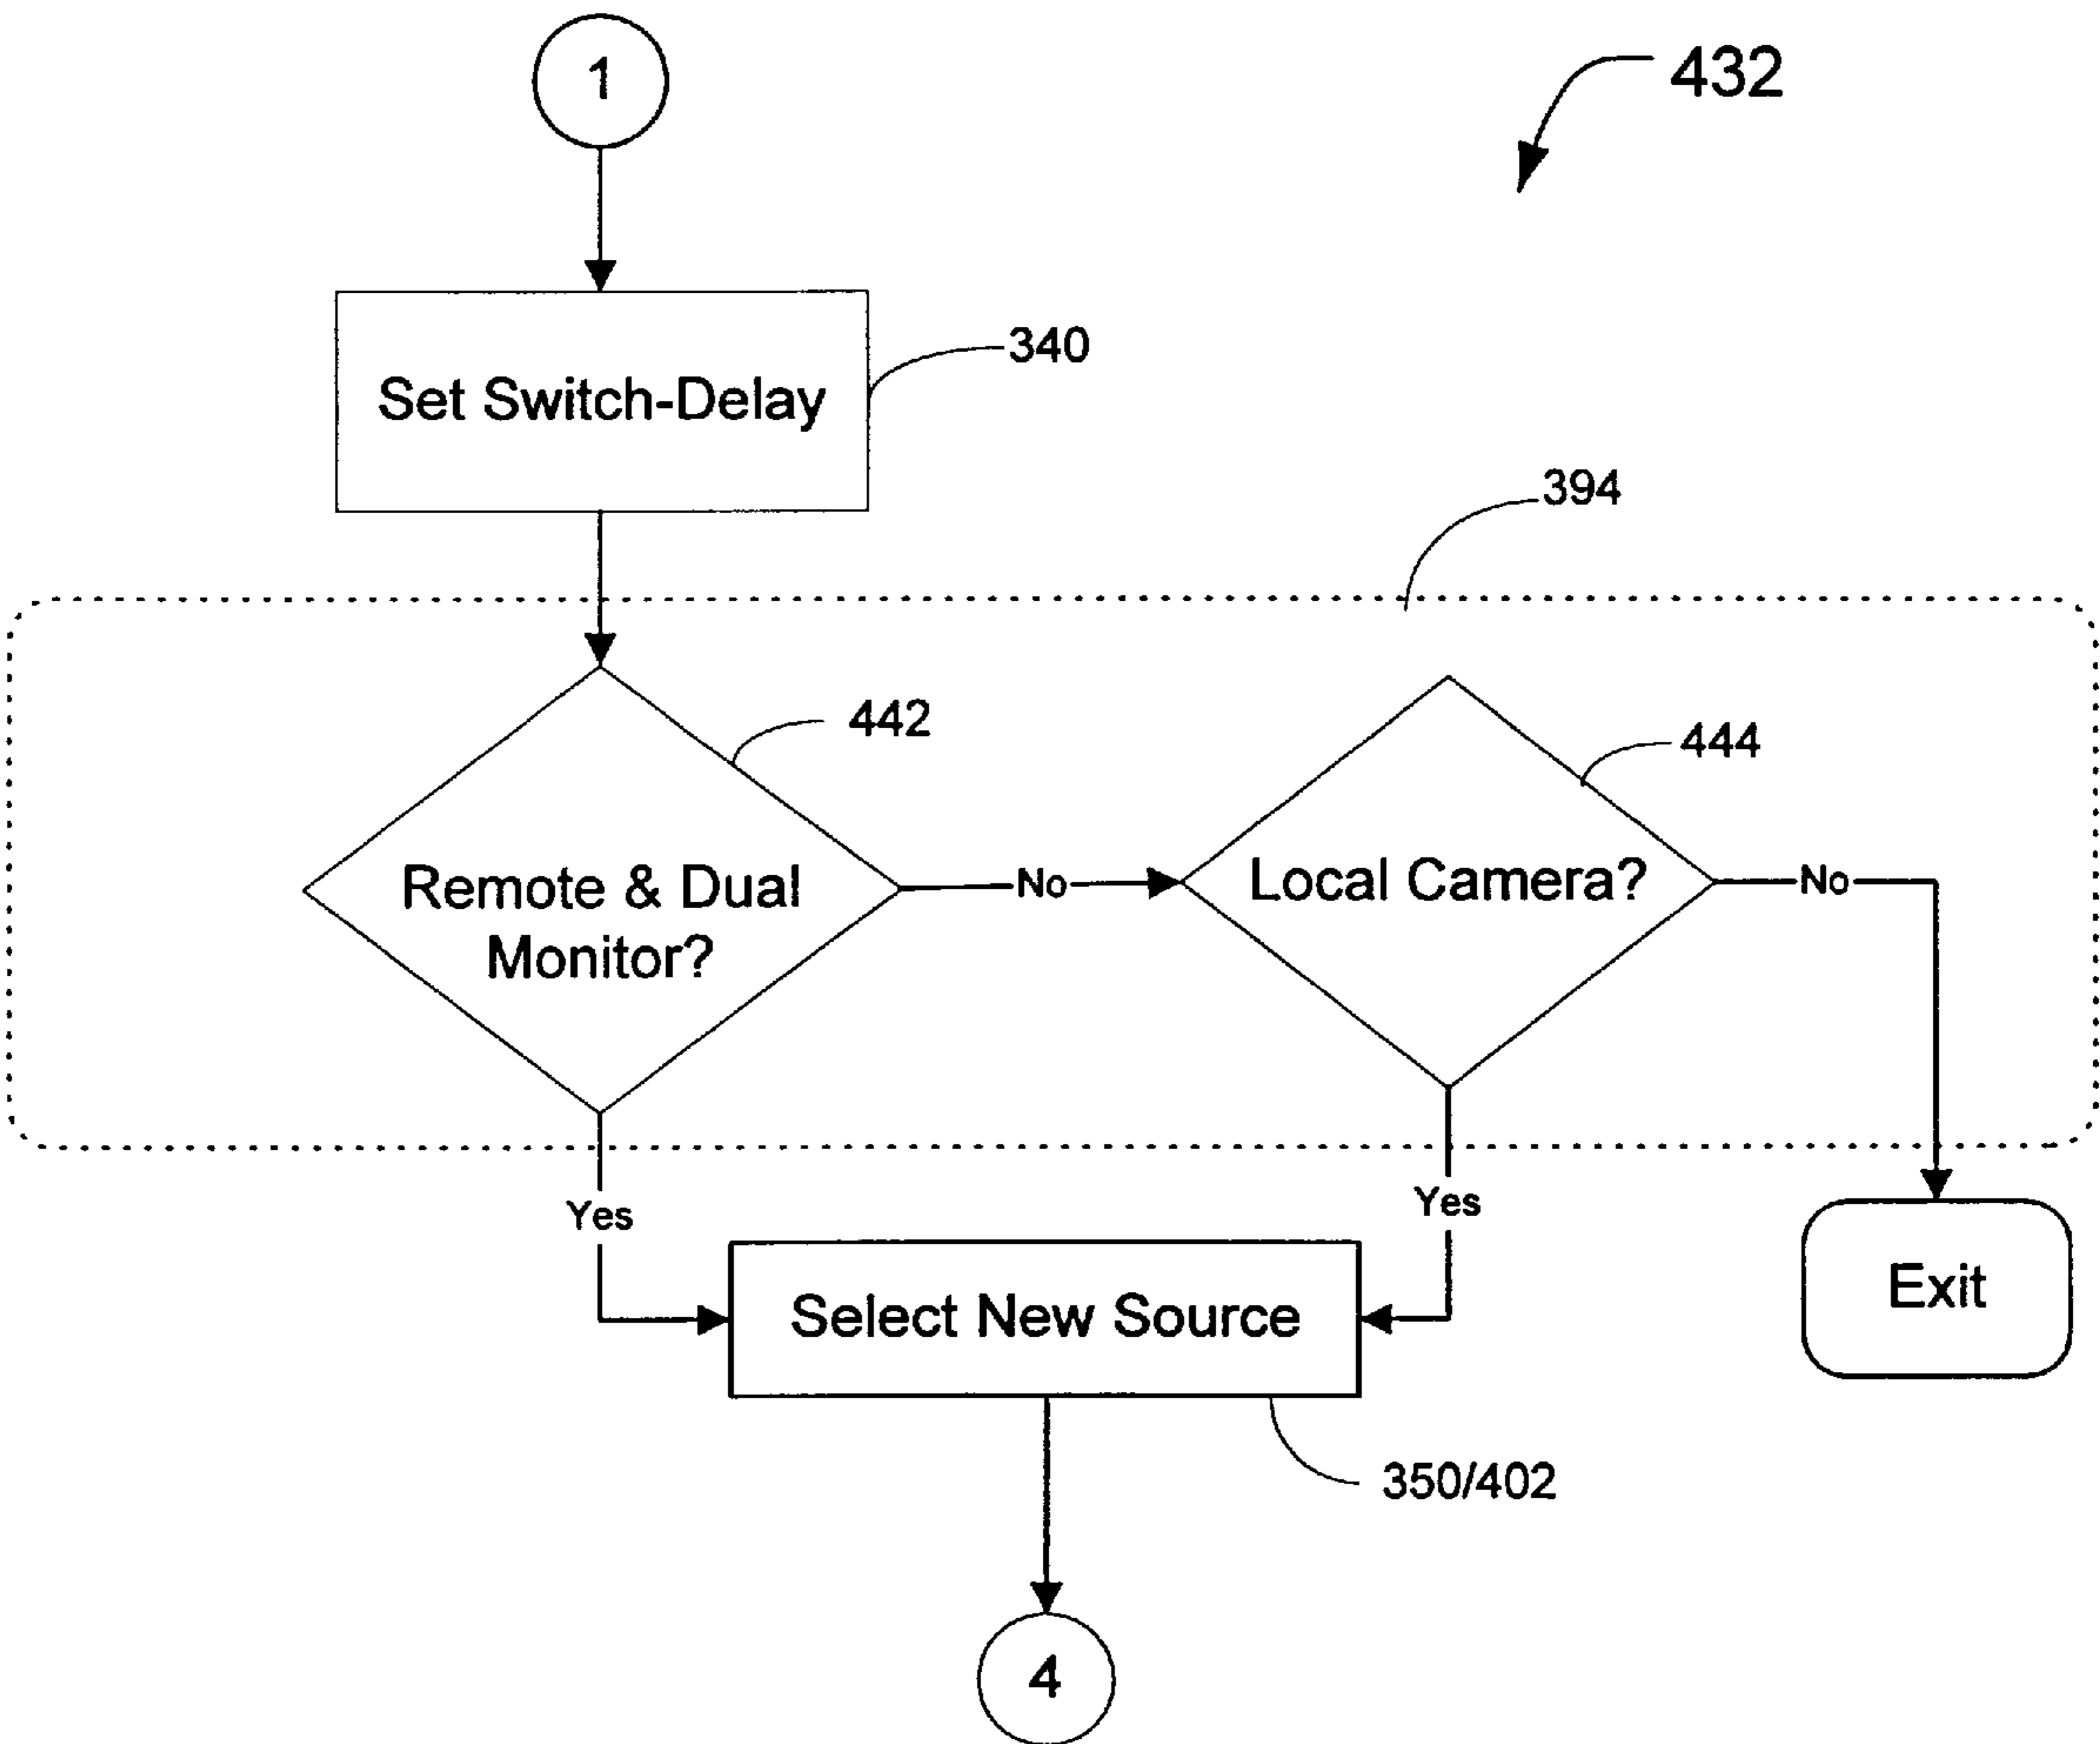 1
432
Set Switch-Delay
340
394
442
444
Remote & Dual
Monitor?
No
Local Camera?
No
Yes
Yes
Select New Source
Exit
350/402
4